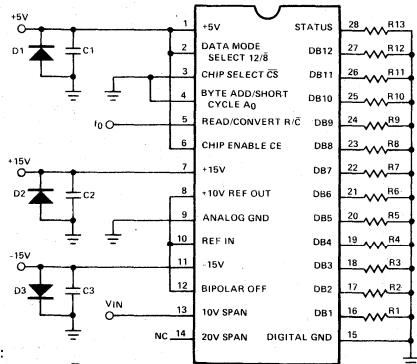 +5V
D1
C1
f0
+15V
D2
C2
-15V
D3
C3
VIN
NC
1 +5V
2 DATA MODE
SELECT 12/8̅
3 CHIP SELECT C̅S̅
4 BYTE ADD/SHORT
CYCLE A0
5 READ/CONVERT R/C̅
6 CHIP ENABLE CE
7 +15V
8 +10V REF OUT
9 ANALOG GND
10 REF IN
11 -15V
12 BIPOLAR OFF
13 10V SPAN
14 20V SPAN
STATUS 28 R13
DB12 27 R12
DB11 26 R11
DB10 25 R10
DB9 24 R9
DB8 23 R8
DB7 22 R7
DB6 21 R6
DB5 20 R5
DB4 19 R4
DB3 18 R3
DB2 17 R2
DB1 16 R1
DIGITAL GND 15
: